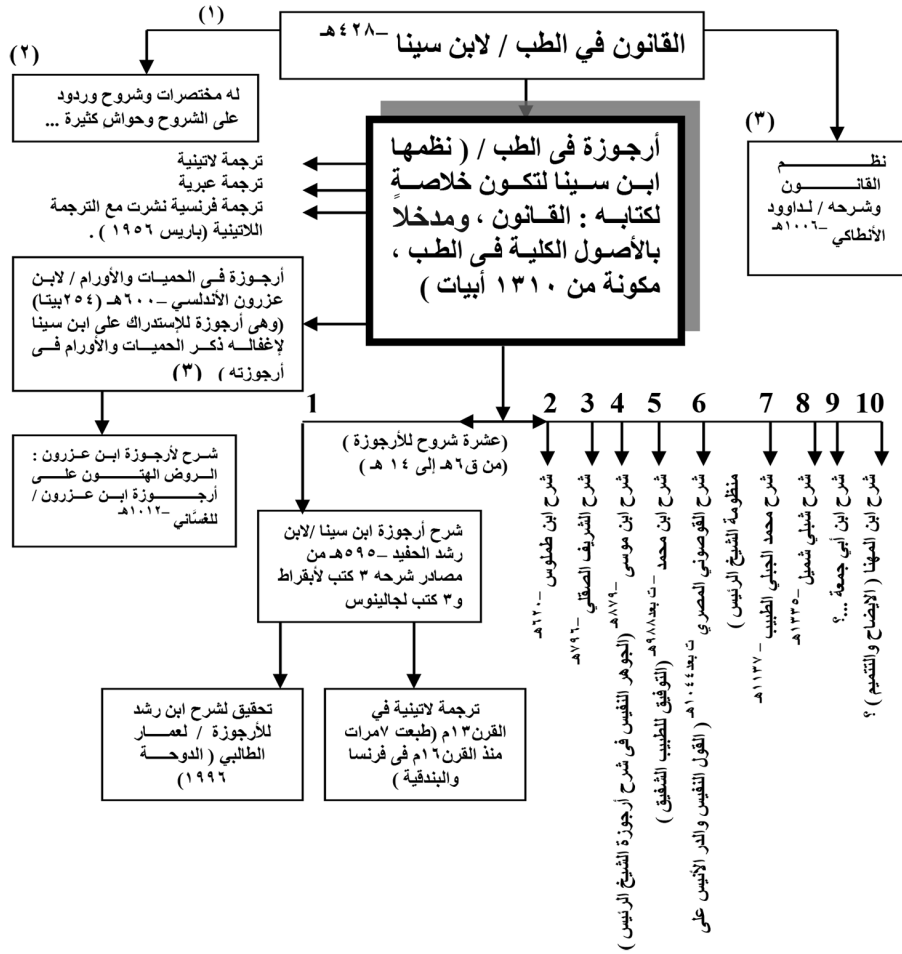 (١)
القانون في الطب / لابن سينا –٤٢٨هـ
(٢)
له مختصرات وشروح وردود
على الشروح وحواشٍ كثيرة ...
(٣)
نظم
القانون
وشرحه / لداوود
الأنطاكي –١٠٠٦هـ
أرجوزة فى الطب / ( نظمها
ابن سينا لتكون خلاصةٍ
لكتابه : القانون ، ومدخلاً
بالأصول الكلية فى الطب ،
مكونة من ١٣١٠ أبيات )
ترجمة لاتينية
ترجمة عبرية
ترجمة فرنسية نشرت مع الترجمة
اللاتينية (باريس ١٩٥٦ ) .
أرجوزة فى الحميات والأورام / لابن
عزرون الأندلسي –٦٠٠هـ (٢٥٤بيتا)
(وهى أرجوزة للإستدراك على ابن سينا
لإغفاله ذكر الحميات والأورام فى
أرجوزته ) (٣)
شرح لأرجوزة ابن عزرون :
الروض الهتون على
أرجوزة ابن عزرون /
للغسَّاني –١٠١٢هـ
1 2 3 4 5 6 7 8 9 10
(عشرة شروح للأرجوزة )
(من ق٦هـ إلى ١٤ هـ )
شرح أرجوزة ابن سينا /لابن
رشد الحفيد –٥٩٥هـ من
مصادر شرحه ٣ كتب لأبقراط
و٣ كتب لجالينوس
تحقيق لشرح ابن رشد
للأرجوزة / لعمار
الطالبي ( الدوحة
١٩٩٦)
ترجمة لاتينية في
القرن١٣م (طبعت ٧مرات
منذ القرن١٦م فى فرنسا
والبندقية )
شرح ابن طملوس –٦٢٠هـ
شرح الشريف الصقلي –٧٩٦هـ
شرح ابن موسى –٨٧٩هـ (الجوهر النفيس فى شرح أرجوزة الشيخ الرئيس )
شرح ابن محمد –ت بعد٩٨٨هـ (التوفيق للطبيب الشفيق )
شرح القوصوني المصري ت بعد١٠٤٤هـ ( القول النفيس والدر الأنيس على
منظومة الشيخ الرئيس )
شرح محمد الجبلي الطبيب –١١٣٧هـ
شرح شبلي شميل –١٣٣٥هـ
شرح ابن أبي جمعة ...؟
شرح ابن المهنا ( الايضاح والتتميم ) ؟